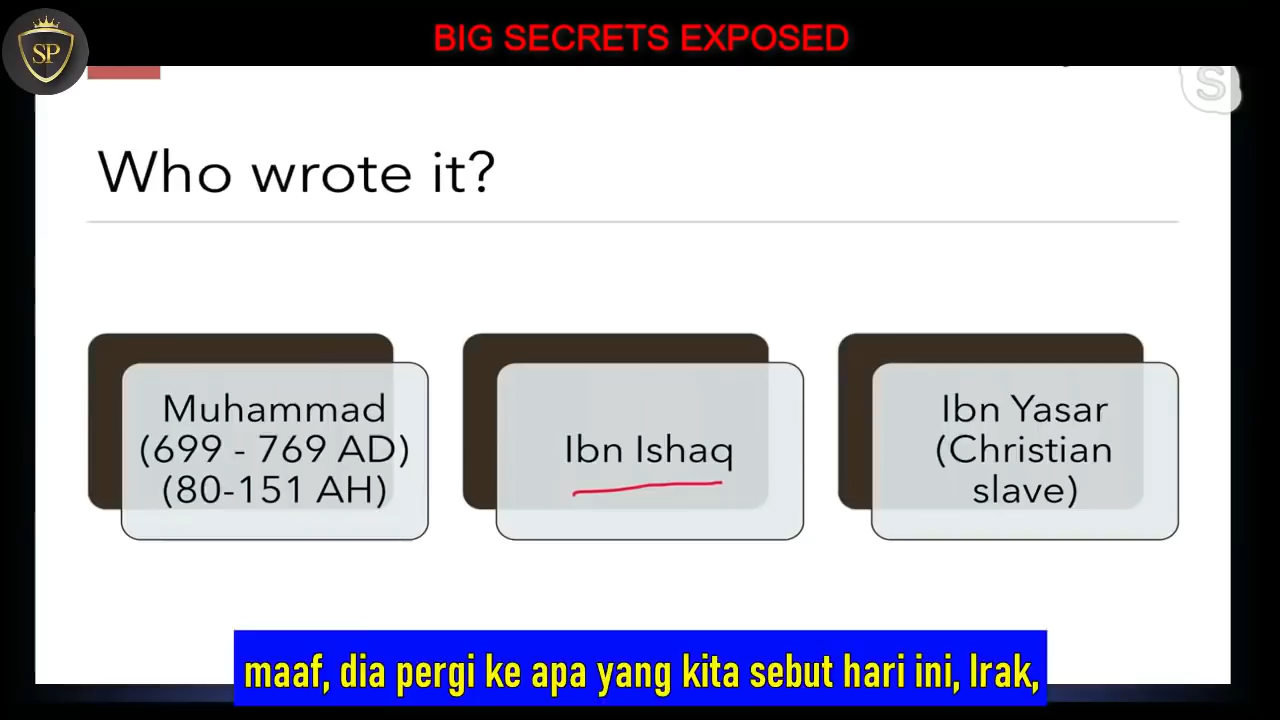 BIG SECRETS EXPOSED
SP
S
Who wrote it?
Muhammad
(699 - 769 AD)
(80-151 AH)
Ibn Ishaq
Ibn Yasar
(Christian
slave)
maaf, dia pergi ke apa yang kita sebut hari ini, Irak,